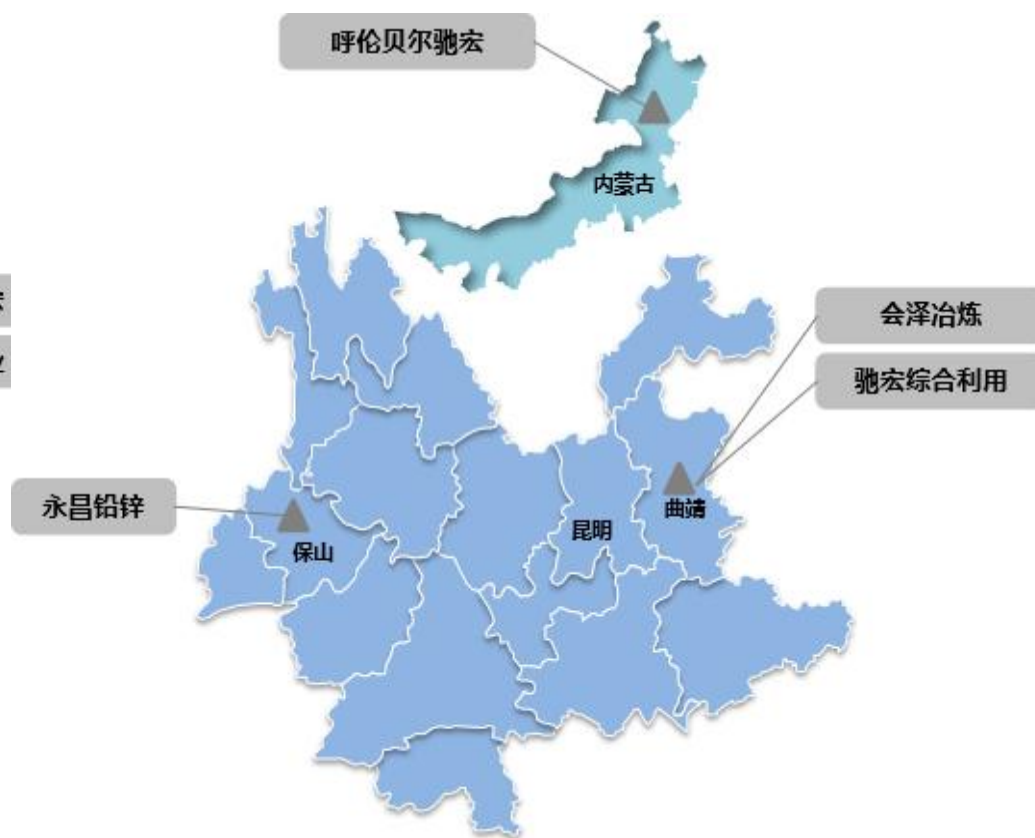 呼伦贝尔驰宏
内蒙古
会泽冶炼
驰宏综合利用
永昌铅锌
曲靖
昆明
保山